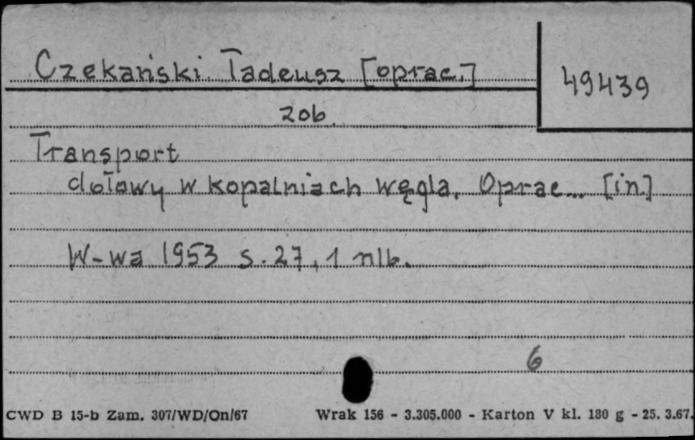 Czekański Tadeusz [oprac.]
49439
zob.
Transport
dołowy w kopalniach węgla. Oprac... [in.]
W-wa 1953 s. 27, 1 nlb.
6
CWD B 15-b Zam. 307/WD/On/67 Wrak 156 - 3.305.000 - Karton V kl. 180 g - 25. 3.67.